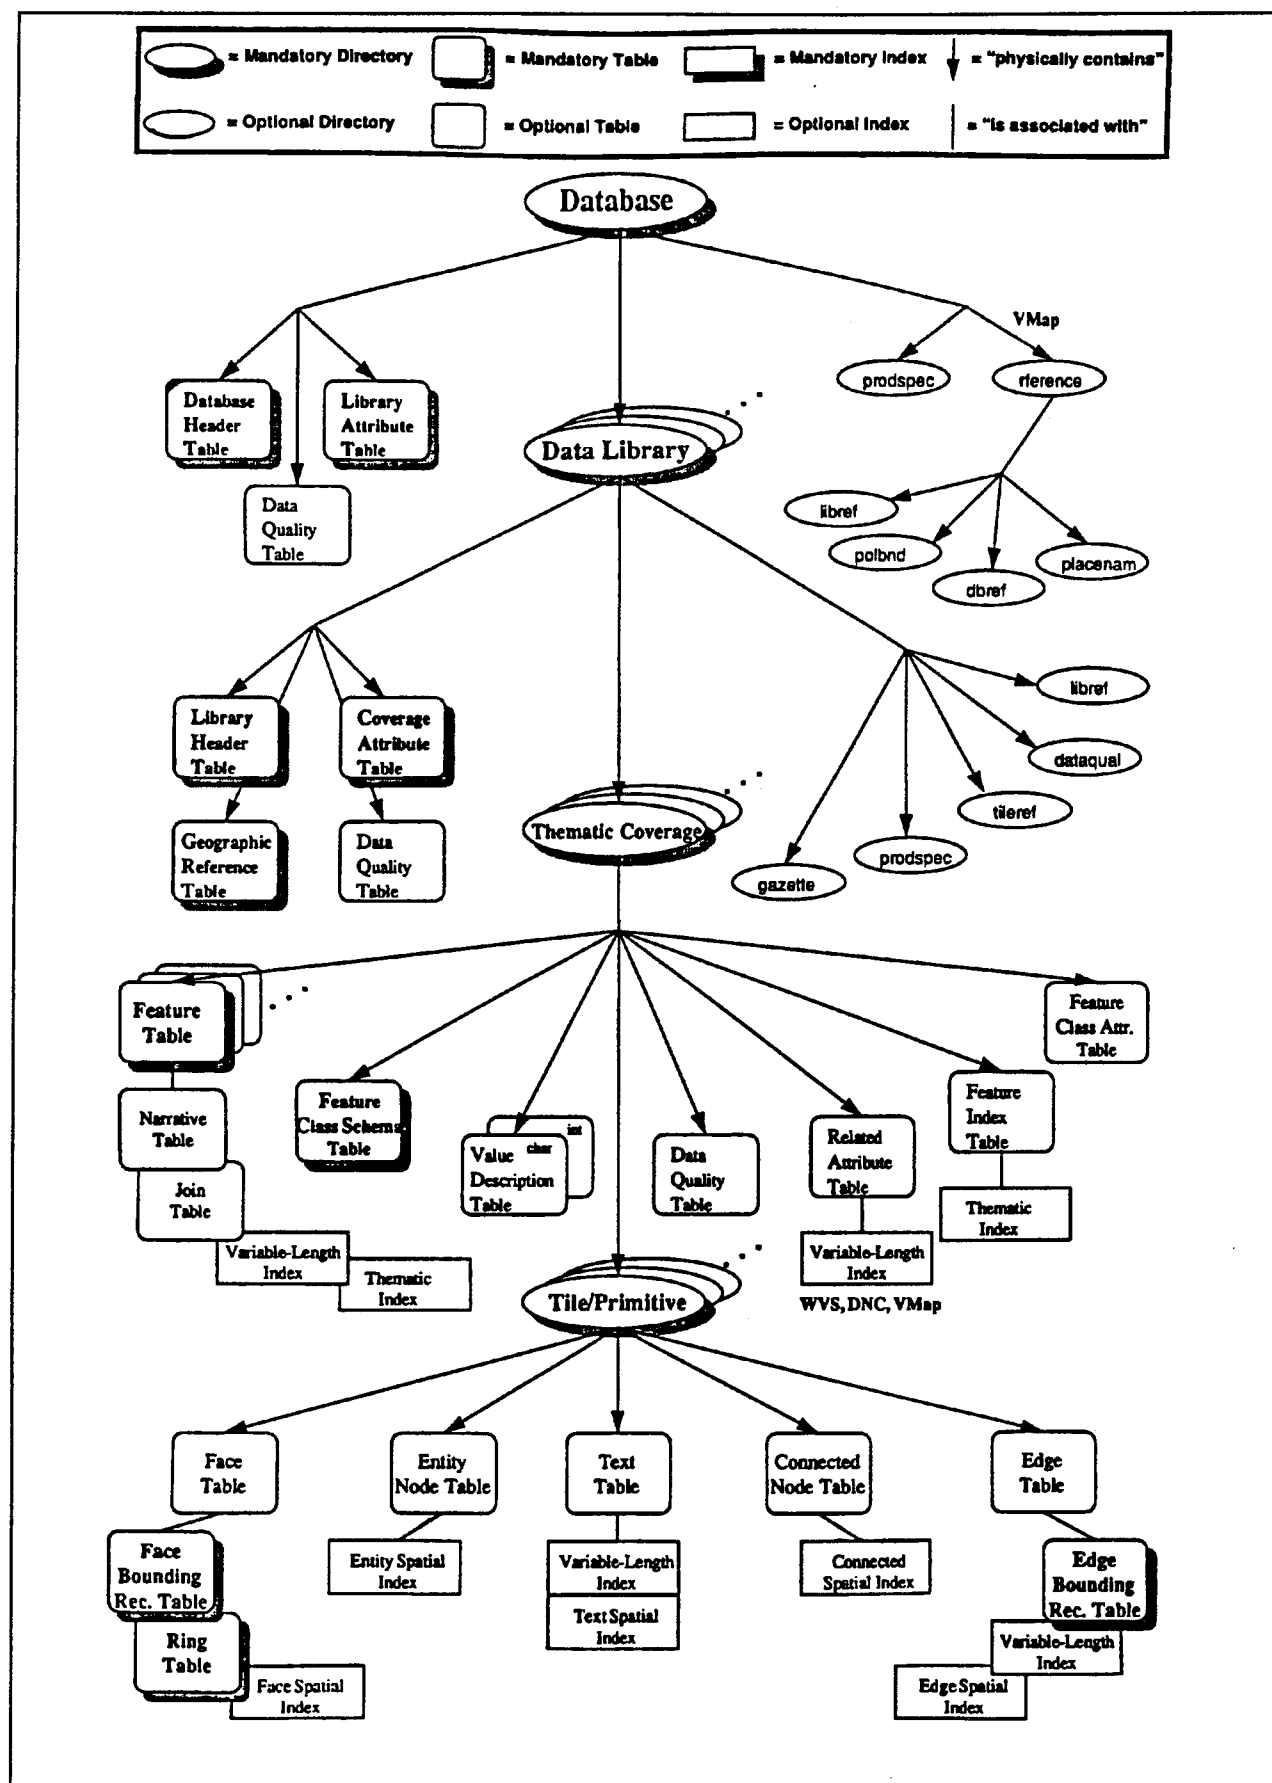 = Mandatory Directory
= Mandatory Table
= Mandatory Index
= "physically contains"
= Optional Directory
= Optional Table
= Optional Index
= "is associated with"
Database
VMap
prodspec
rference
Database
Header
Table
Library
Attribute
Table
Data
Quality
Table
Data Library
libref
polbnd
dbref
placenam
Library
Header
Table
Coverage
Attribute
Table
Geographic
Reference
Table
Data
Quality
Table
Thematic Coverage
libref
dataqual
tileref
prodspec
gazette
Feature
Table
Narrative
Table
Join
Table
Variable-Length
Index
Thematic
Index
Feature
Class Schema
Table
int
char
Value
Description
Table
Data
Quality
Table
Related
Attribute
Table
Variable-Length
Index
WVS, DNC, VMap
Feature
Index
Table
Thematic
Index
Feature
Class Attr.
Table
Tile/Primitive
Face
Table
Entity
Node Table
Text
Table
Connected
Node Table
Edge
Table
Face
Bounding
Rec. Table
Ring
Table
Face Spatial
Index
Entity Spatial
Index
Variable-Length
Index
Text Spatial
Index
Connected
Spatial Index
Edge
Bounding
Rec. Table
Variable-Length
Index
Edge Spatial
Index